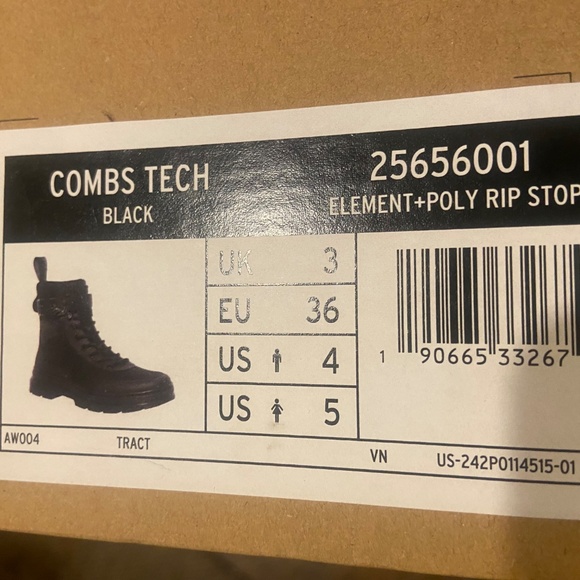 COMBS TECH
BLACK
25656001
ELEMENT+POLY RIP STOP
UK 3
EU 36
US 4
US 5
1 90665 33267
AW004
TRACT
VN
US-242P0114515-01